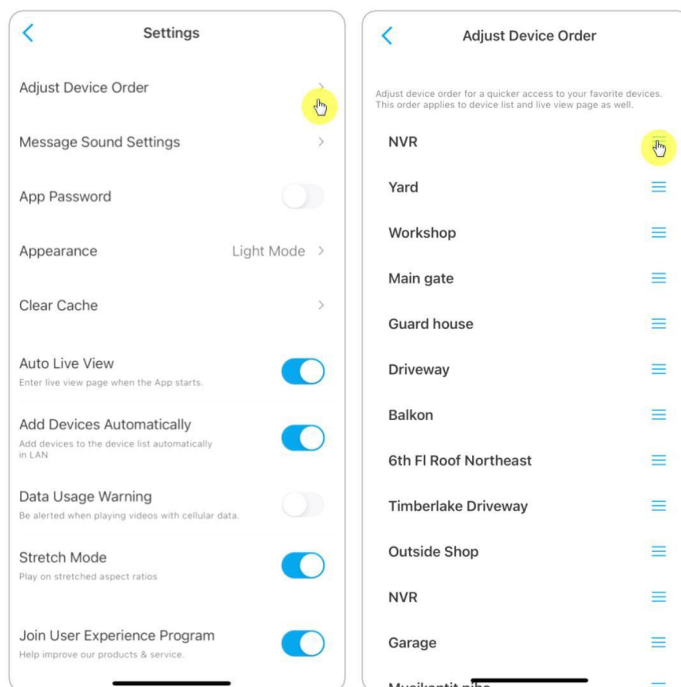 Settings
Adjust Device Order
Message Sound Settings
App Password
Appearance Light Mode
Clear Cache
Auto Live View
Enter live view page when the App starts.
Add Devices Automatically
Add devices to the device list automatically
in LAN
Data Usage Warning
Be alerted when playing videos with cellular data.
Stretch Mode
Play on stretched aspect ratios
Join User Experience Program
Help improve our products & service.
Adjust Device Order
Adjust device order for a quicker access to your favorite devices.
This order applies to device list and live view page as well.
NVR
Yard
Workshop
Main gate
Guard house
Driveway
Balkon
6th Fl Roof Northeast
Timberlake Driveway
Outside Shop
NVR
Garage